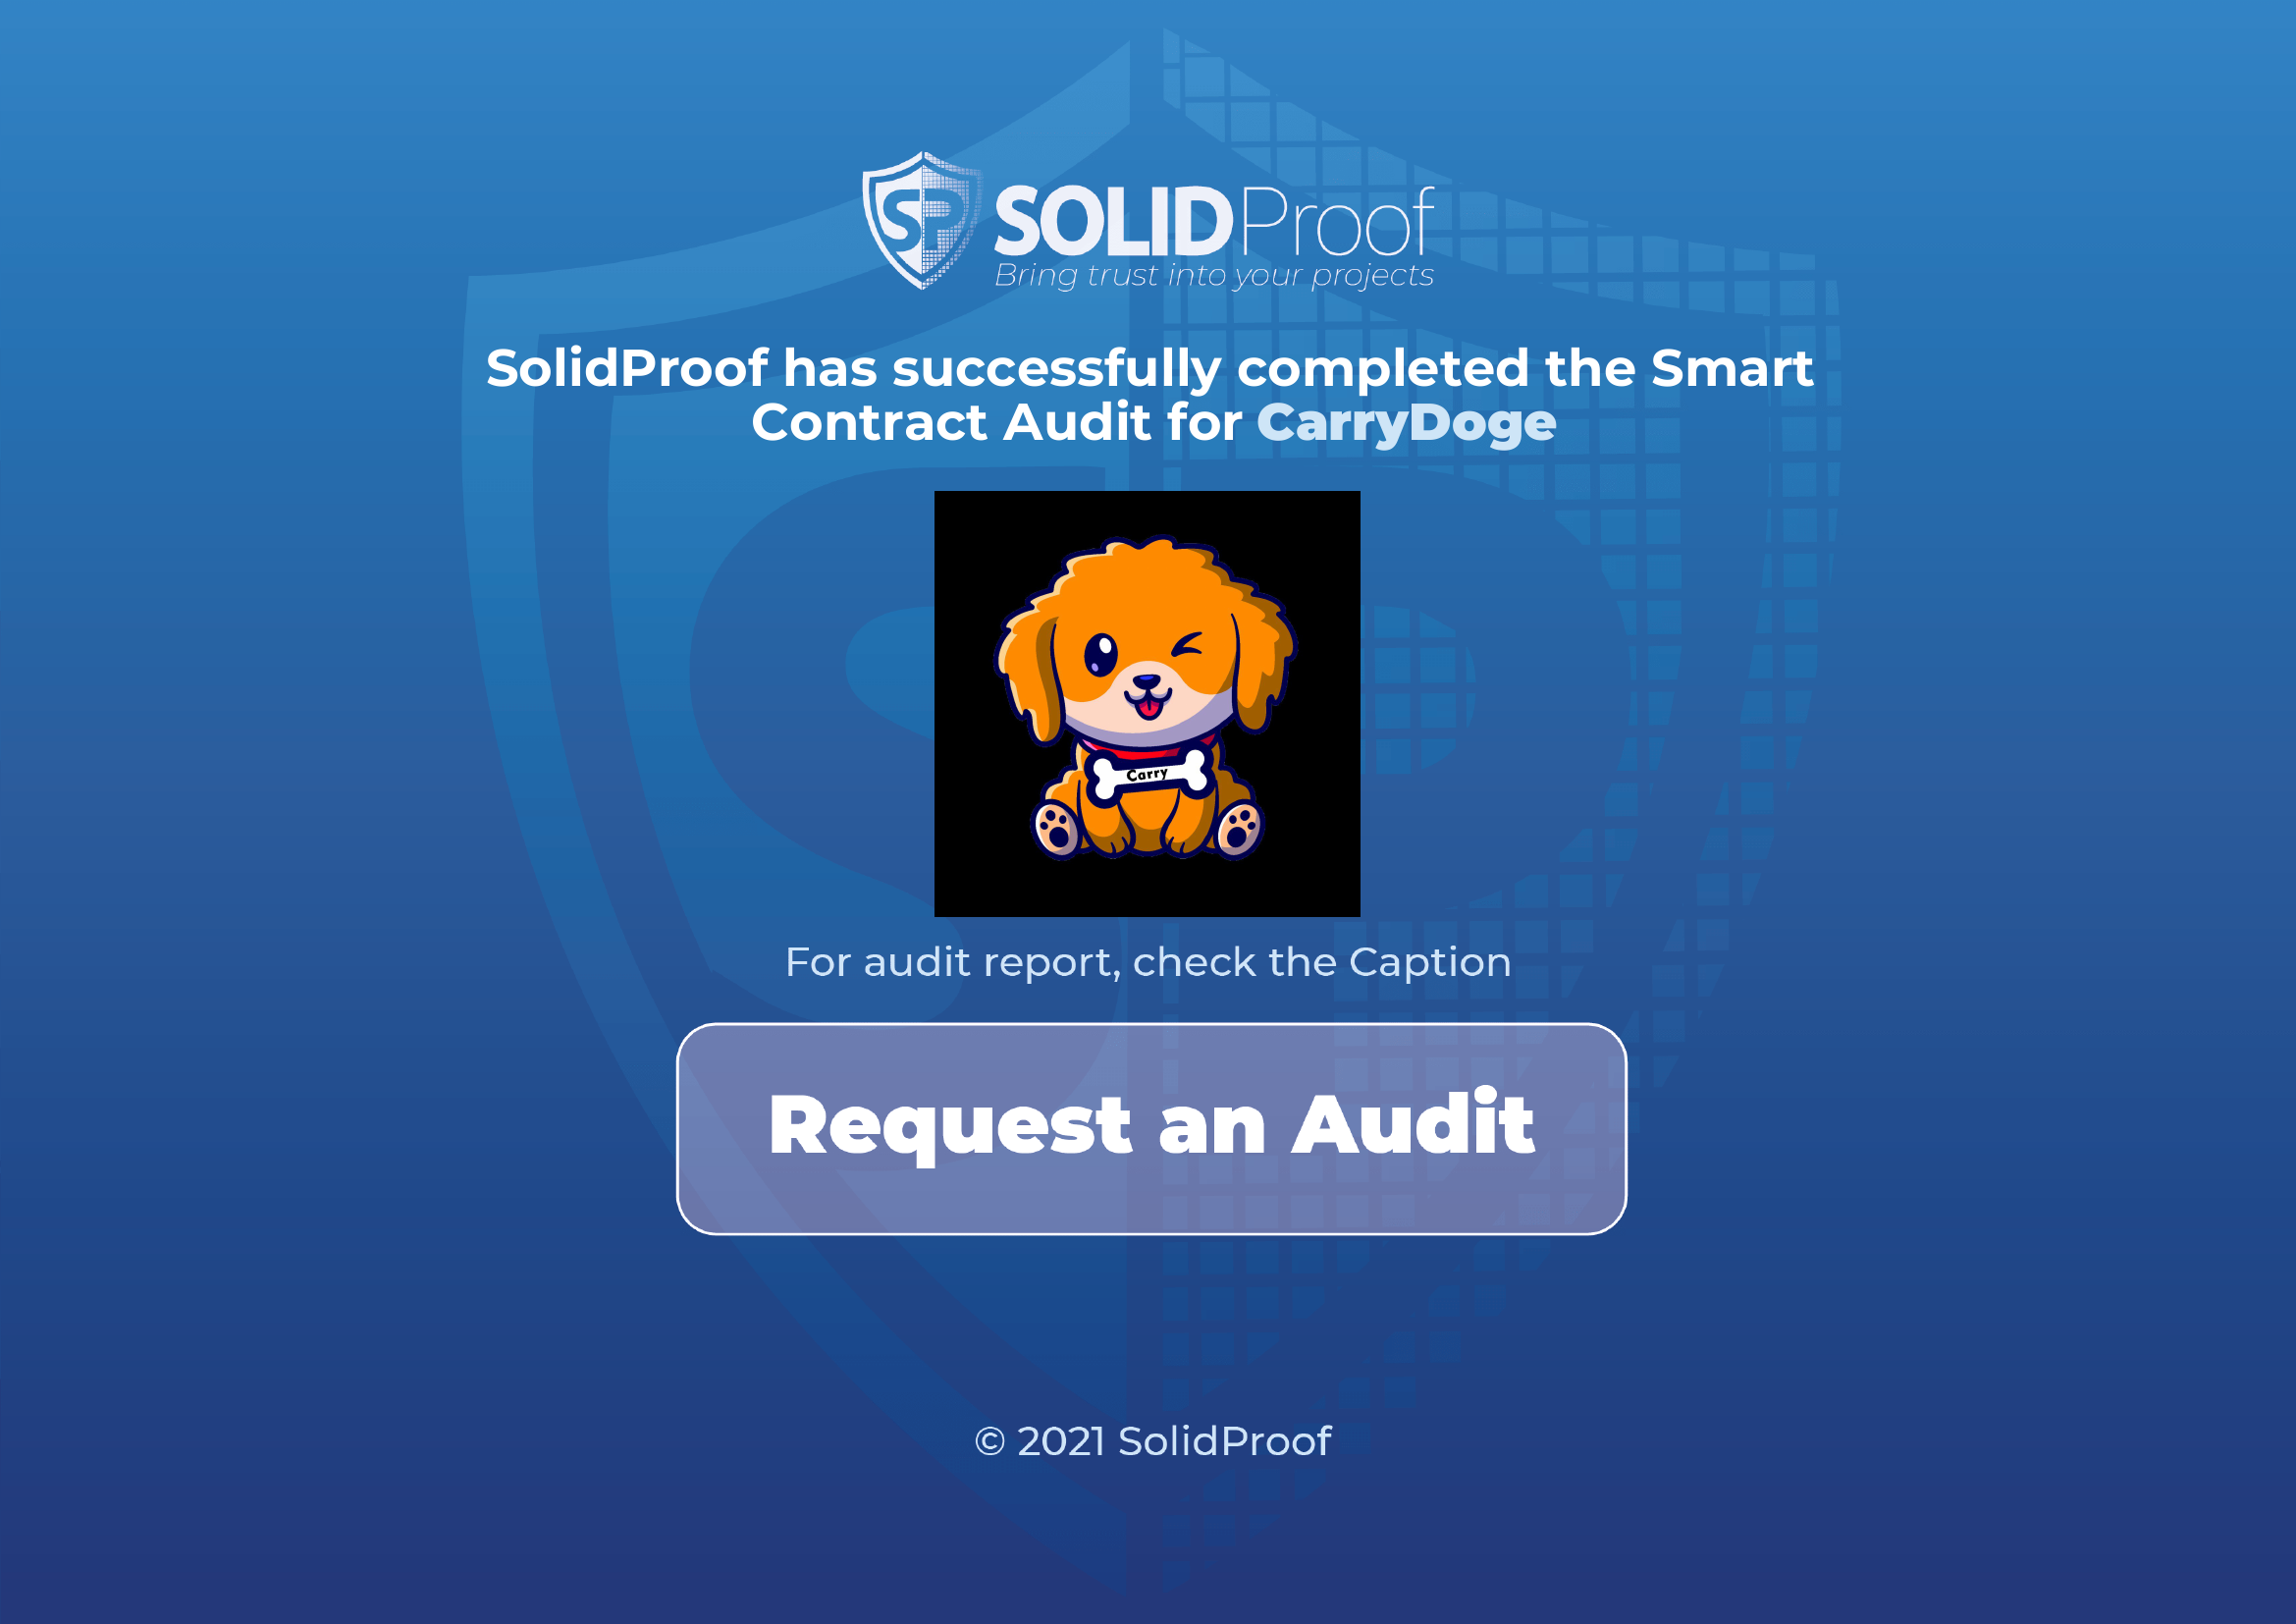 SP
SOLIDProof
Bring trust into your projects
SolidProof has successfully completed the Smart
Contract Audit for CarryDoge
Carry
For audit report, check the Caption
Request an Audit
© 2021 SolidProof